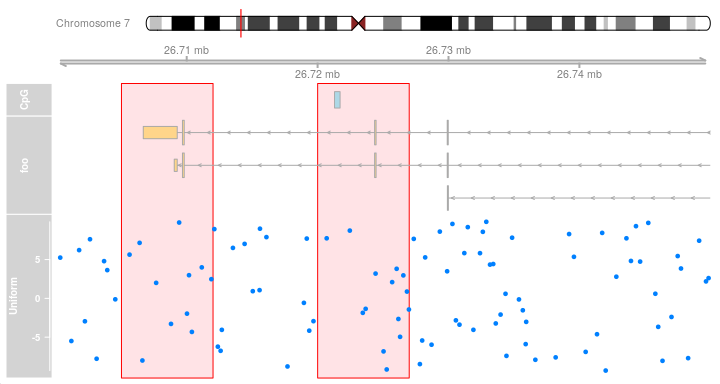 Chromosome 7
26.71 mb
26.73 mb
26.72 mb
26.74 mb
CpG
foo
Uniform
5
0
-5